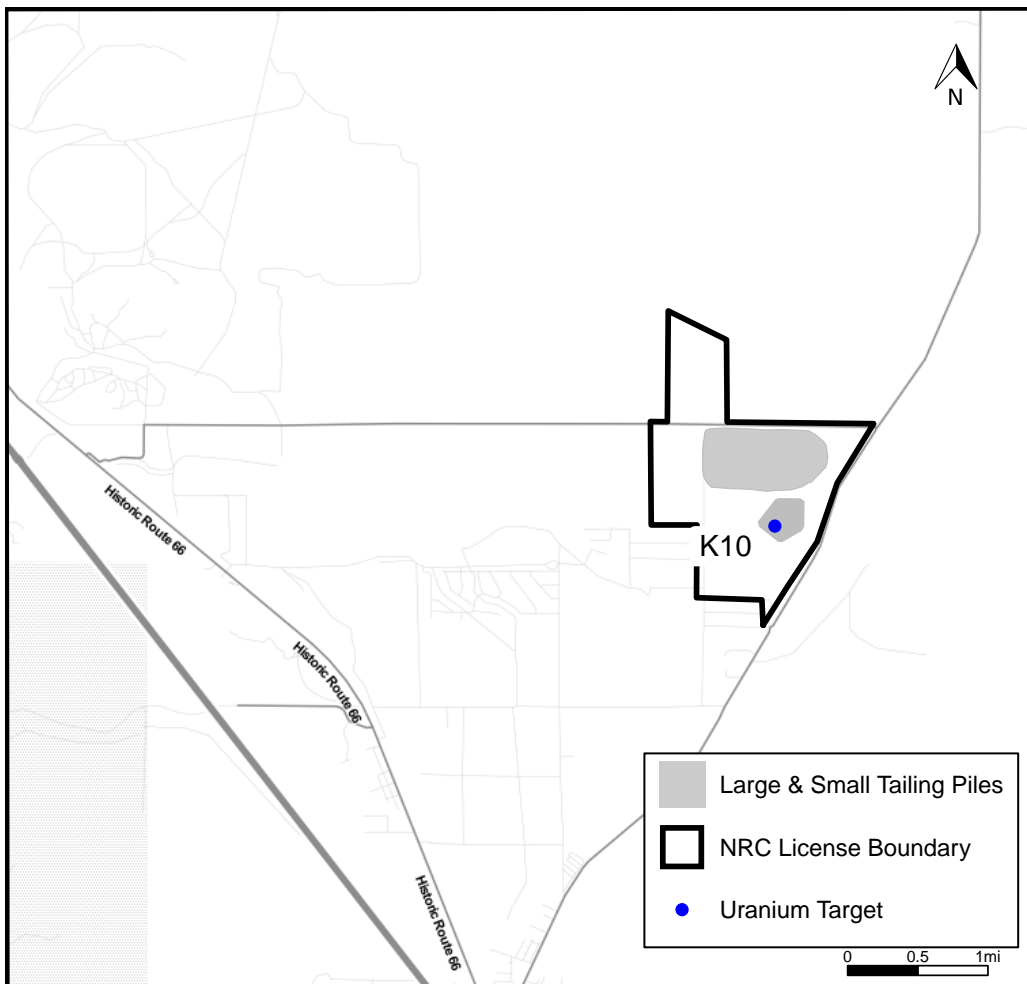 N
Historic Route 66
K10
Historic Route 66
Large & Small Tailing Piles
NRC License Boundary
Historic Route 66
Uranium Target
0 0.5 1mi